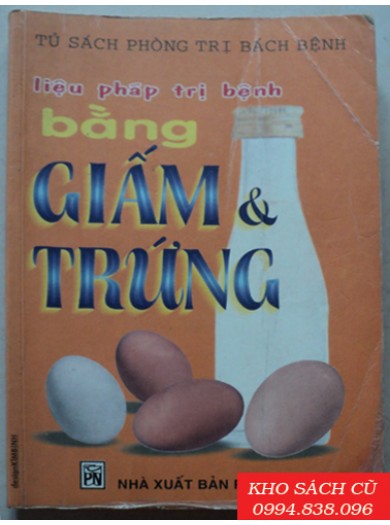 TỦ SÁCH PHÒNG TRỊ BÁCH BỆNH
liệu pháp trị bệnh
bằng
GIẤM &
TRỨNG
PN
NHÀ XUẤT BẢN
KHO SÁCH CŨ
0994.838.096